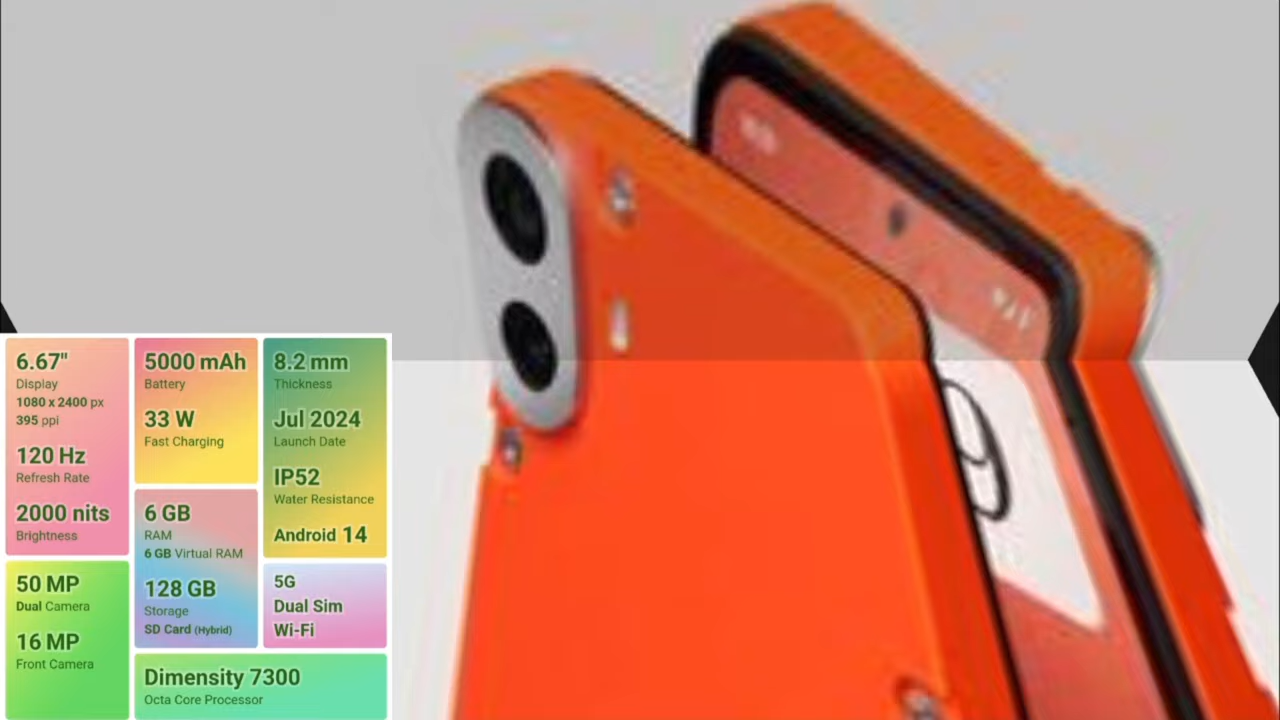 6.67"
Display
1080 x 2400 px
395 ppi
120 Hz
Refresh Rate
2000 nits
Brightness
50 MP
Dual Camera
16 MP
Front Camera
5000 mAh
Battery
33 W
Fast Charging
6 GB
RAM
6 GB Virtual RAM
128 GB
Storage
SD Card (Hybrid)
8.2 mm
Thickness
Jul 2024
Launch Date
IP52
Water Resistance
Android 14
5G
Dual Sim
Wi-Fi
Dimensity 7300
Octa Core Processor